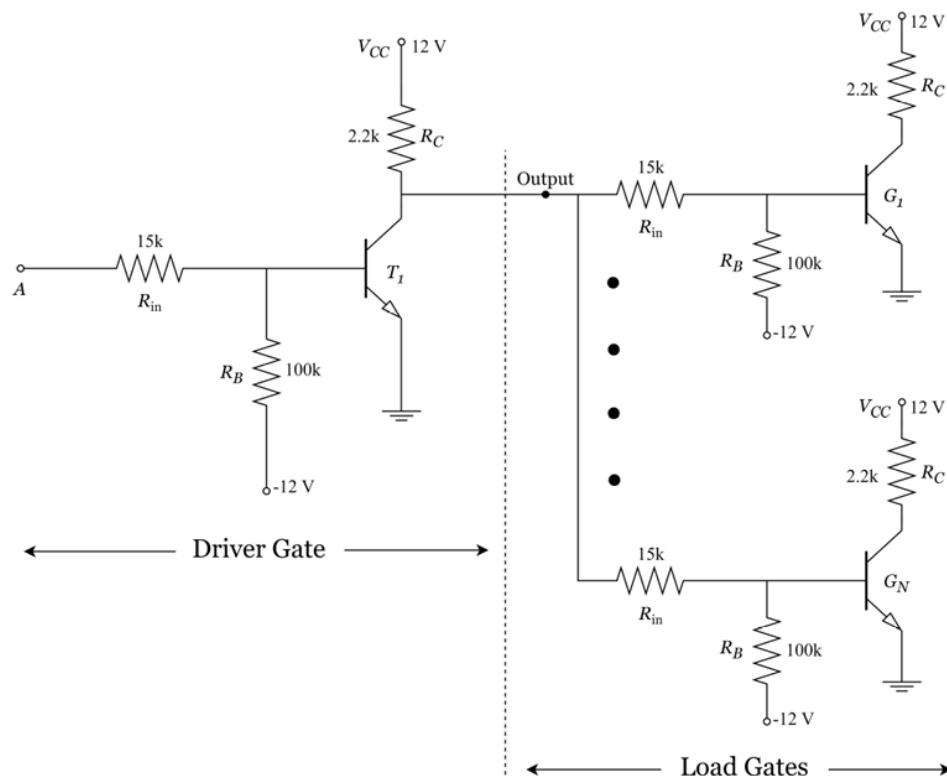 V_CC 12 V
2.2k R_C
15k
A
R_in
T_1
R_B 100k
-12 V
Driver Gate
Output
V_CC 12 V
2.2k R_C
15k
R_in
G_1
R_B 100k
-12 V
V_CC 12 V
2.2k R_C
15k
R_in
G_N
R_B 100k
-12 V
Load Gates